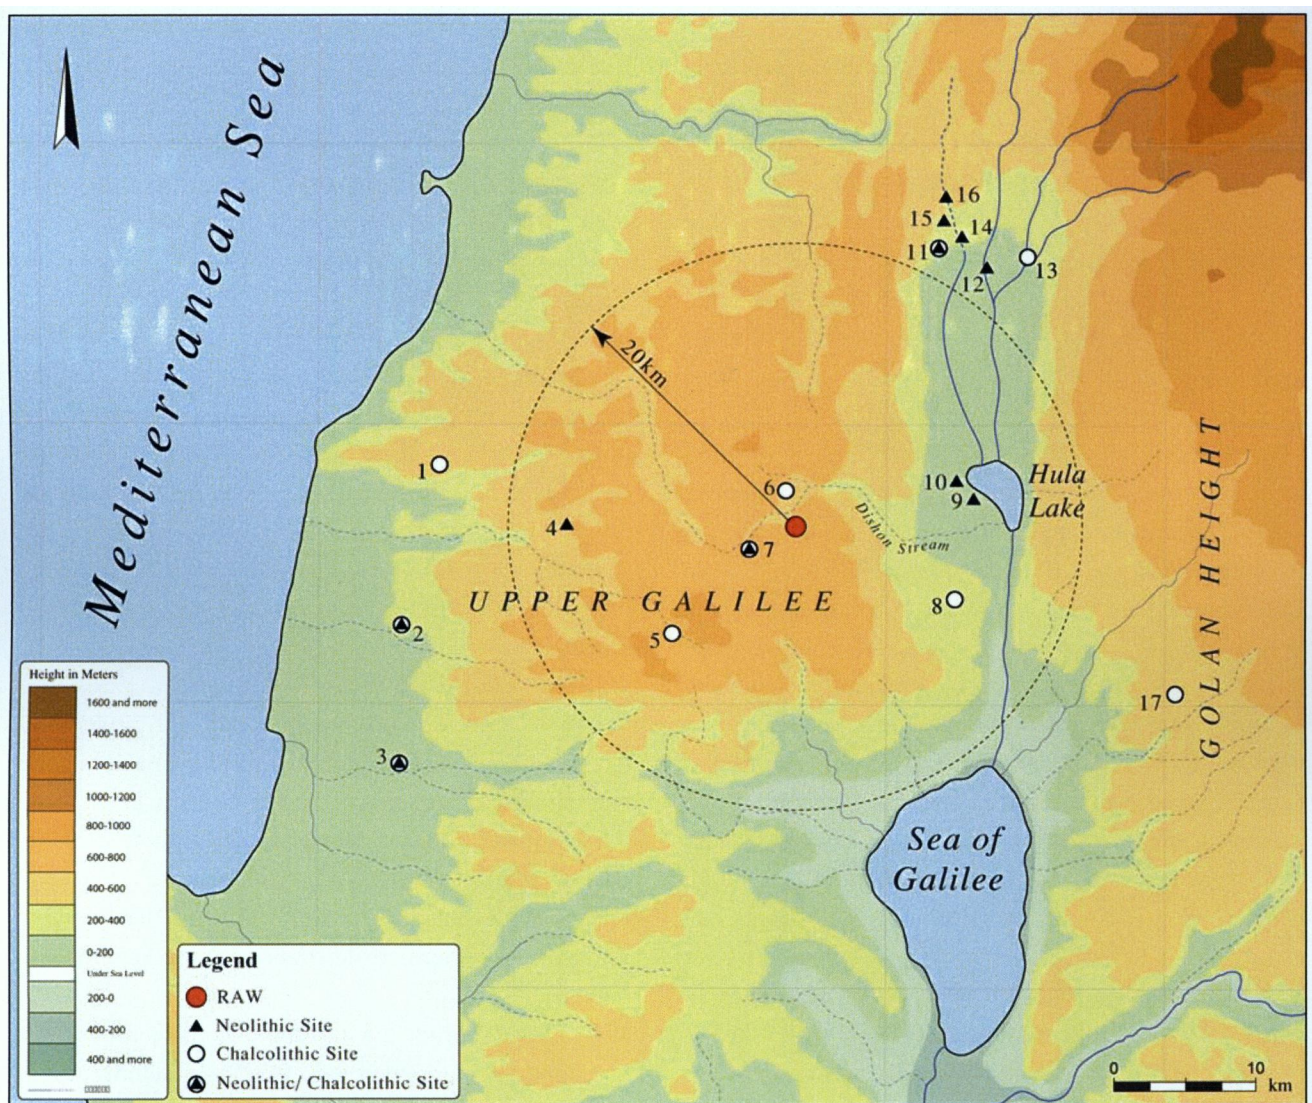 Mediterranean Sea
16
15
14
11
12
13
20km
1
6
10
9
Hula
Lake
4
7
Dishon Stream
UPPER GALILEE
8
2
5
GOLAN HEIGHT
17
3
Sea of
Galilee
Height in Meters
1600 and more
1400-1600
1200-1400
1000-1200
800-1000
600-800
400-600
200-400
0-200
Under Sea Level
200-0
400-200
400 and more
Legend
RAW
Neolithic Site
Chalcolithic Site
Neolithic/ Chalcolithic Site
0 10
km